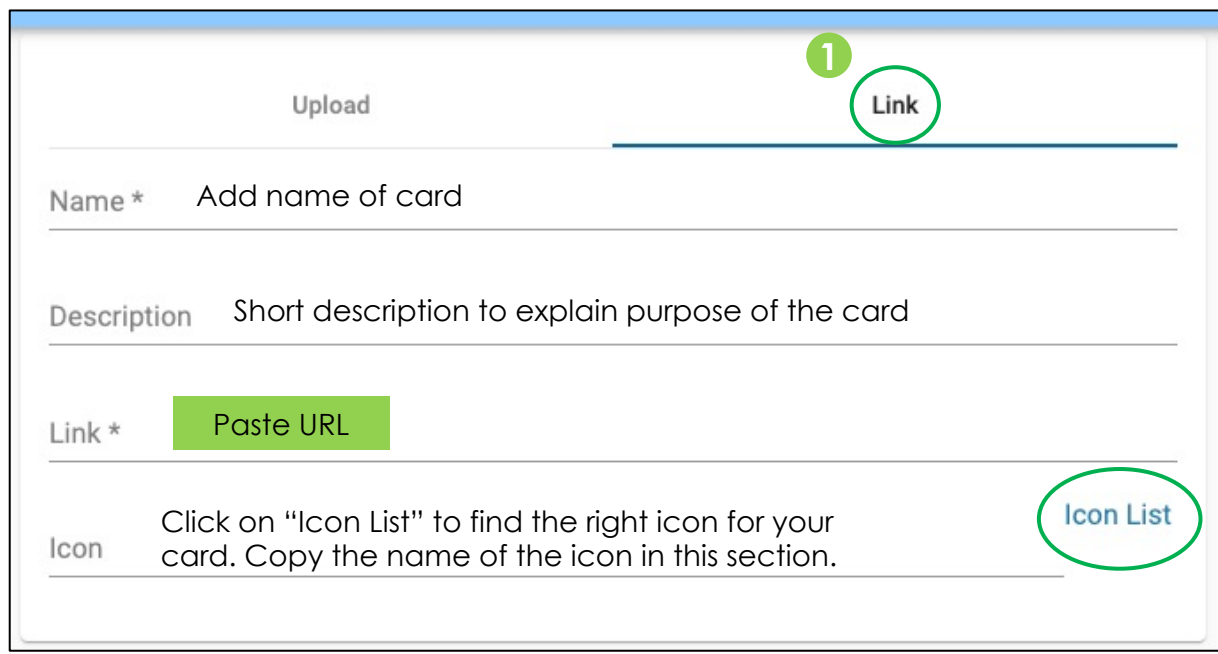 1
Upload
Link
Name * Add name of card
Description Short description to explain purpose of the card
Link * Paste URL
Icon List
Click on “Icon List” to find the right icon for your
Icon card. Copy the name of the icon in this section.